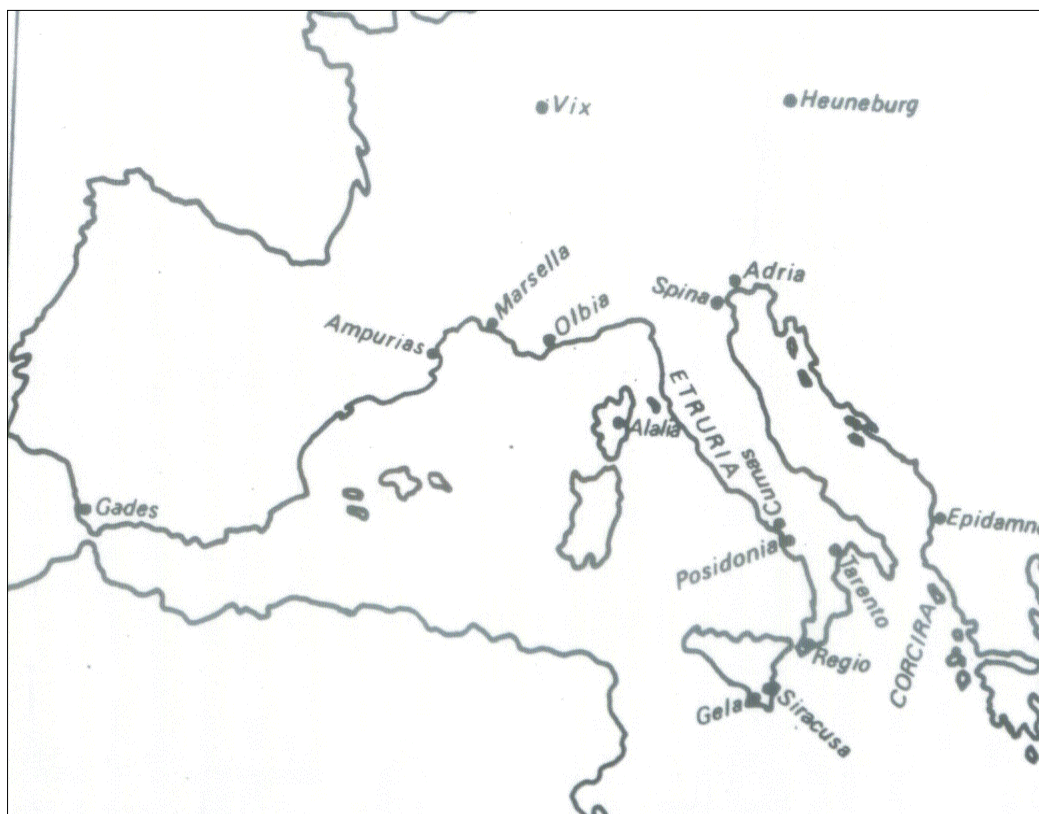 Vix
Heuneburg
Marsella
Adria
Spina
Olbia
Ampurias
ETRURIA
Alalia
Cumas
Gades
Epidamno
Posidonia
Tarento
CORCIRA
Regio
Gela
Siracusa